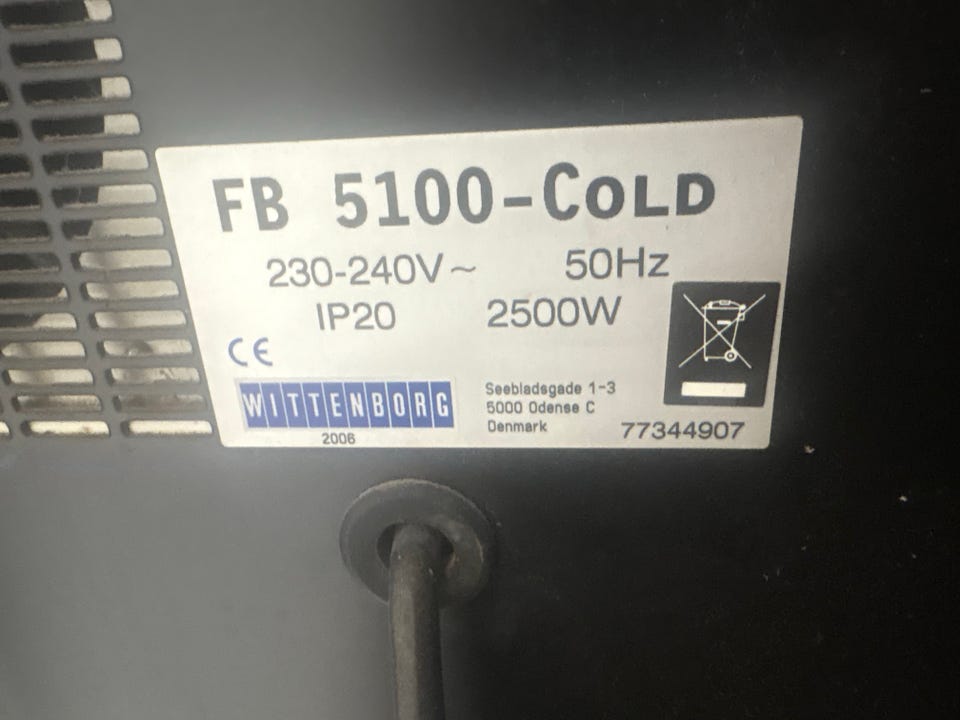 FB 5100-COLD
230-240V~ 50Hz
IP20 2500W
CE
WITTENBORG
2006
Seebladsgade 1-3
5000 Odense C
Denmark
77344907